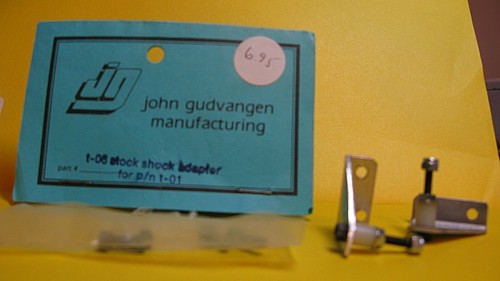 6.95
jg
john gudvangen
manufacturing
t-06 stock shock adapter
part #
for p/n t-01